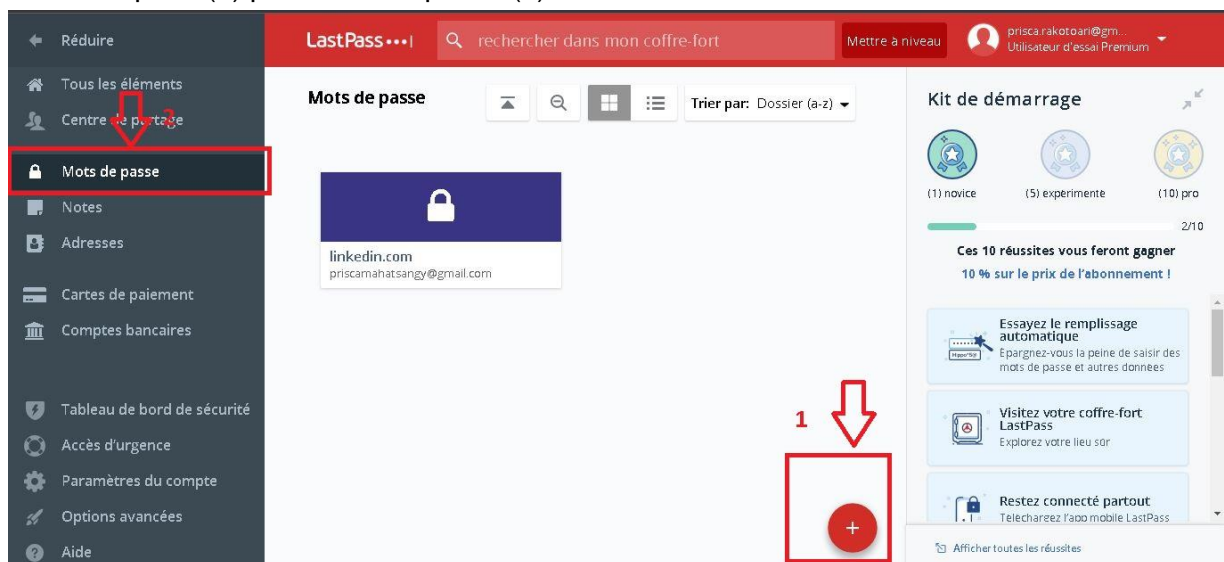 Réduire
LastPass
rechercher dans mon coffre-fort
Mettre à niveau
prisca.rakotoari@gm...
Utilisateur d'essai Premium
Tous les éléments
Centre de partage
2
Mots de passe
Notes
Adresses
Cartes de paiement
Comptes bancaires
Tableau de bord de sécurité
Accès d'urgence
Paramètres du compte
Options avancées
Aide
Mots de passe
Trier par: Dossier (a-z)
linkedin.com
priscamahatsangy@gmail.com
1
+
Kit de démarrage
(1) novice (5) expérimenté (10) pro
2/10
Ces 10 réussites vous feront gagner
10 % sur le prix de l'abonnement !
Essayez le remplissage
automatique
Épargnez-vous la peine de saisir des
mots de passe et autres données
Visitez votre coffre-fort
LastPass
Explorez votre lieu sûr
Restez connecté partout
Téléchargez l'app mobile LastPass
Afficher toutes les réussites